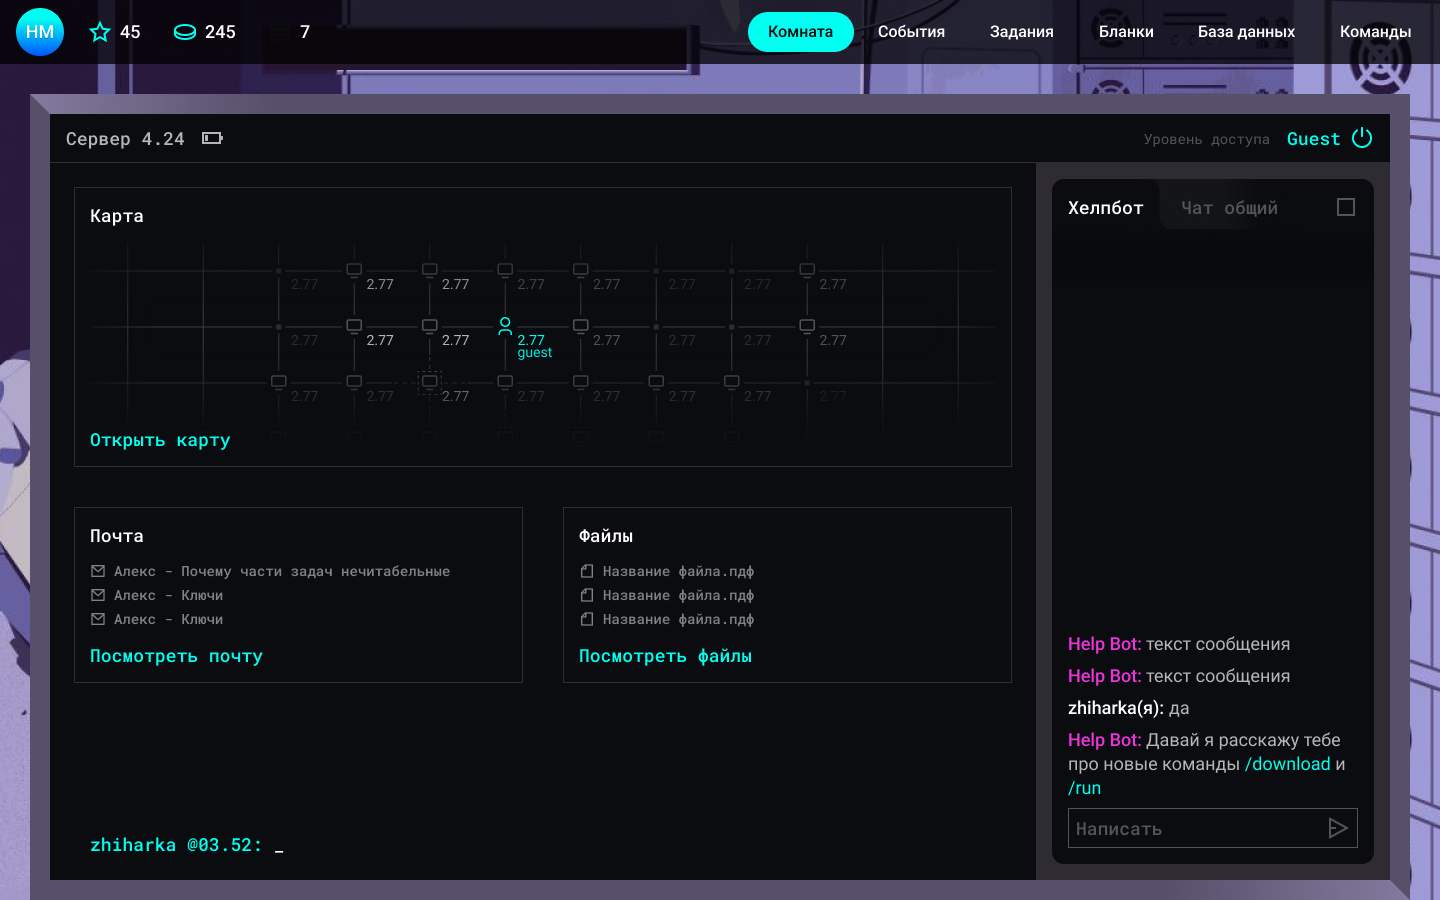 HM 45 245 7 Комната События Задания Бланки База данных Команды
Сервер 4.24
Уровень доступа Guest
Карта
2.77 2.77 2.77 2.77 2.77 2.77 2.77 2.77
2.77 2.77 2.77 2.77 2.77 2.77 2.77 2.77
guest
2.77 2.77 2.77 2.77 2.77 2.77 2.77 2.77
Открыть карту
Почта
Алекс - Почему части задач нечитабельные
Алекс - Ключи
Алекс - Ключи
Посмотреть почту
Файлы
Название файла.пдф
Название файла.пдф
Название файла.пдф
Посмотреть файлы
zhiharka @03.52: _
Хелпбот Чат общий
Help Bot: текст сообщения
Help Bot: текст сообщения
zhiharka(я): да
Help Bot: Давай я расскажу тебе
про новые команды /download и
/run
Написать